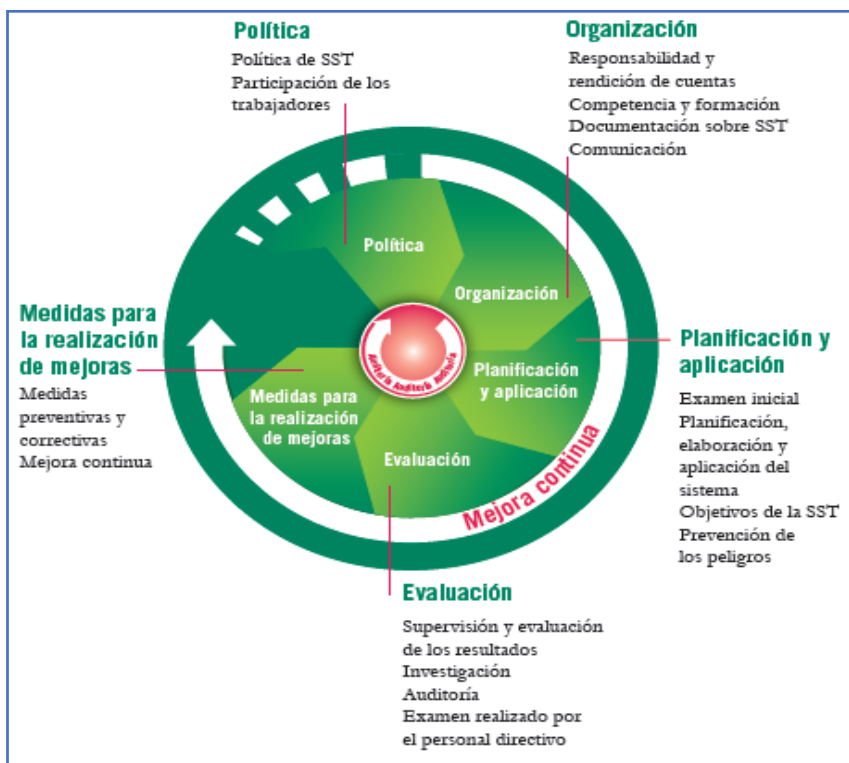 Política
Política de SST
Participación de los
trabajadores
Organización
Responsabilidad y
rendición de cuentas
Competencia y formación
Documentación sobre SST
Comunicación
Planificación y
aplicación
Examen inicial
Planificación,
elaboración y
aplicación del
sistema
Objetivos de la SST
Prevención de
los peligros
Evaluación
Supervisión y evaluación
de los resultados
Investigación
Auditoría
Examen realizado por
el personal directivo
Medidas para
la realización
de mejoras
Medidas
preventivas y
correctivas
Mejora continua
Política
Organización
Planificación
y aplicación
Evaluación
Medidas para
la realización
de mejoras
Auditoría Auditoría Auditoría
Mejora continua